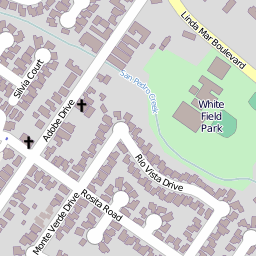 Linda Mar Boulevard
Silvia Court
San Pedro Creek
White
Field
Park
Adobe Drive
Rio Vista Drive
Rosita Road
Monte Verde Drive